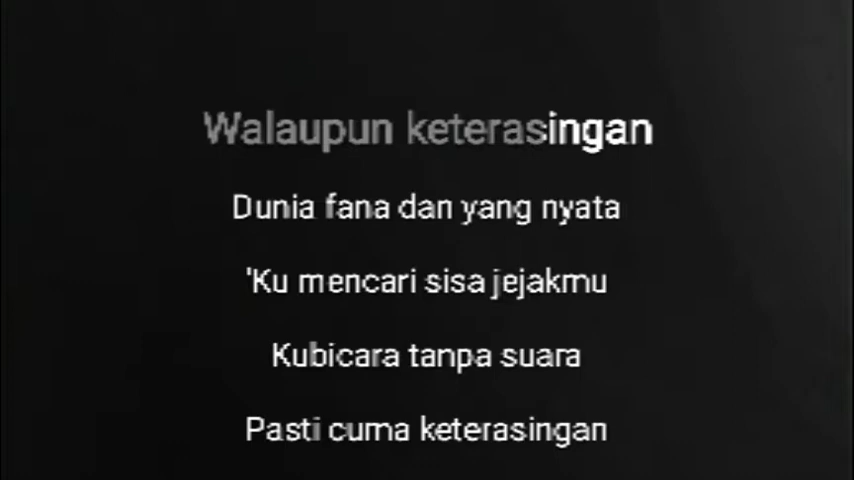 Walaupun keterasingan
Dunia fana dan yang nyata
'Ku mencari sisa jejakmu
Kubicara tanpa suara
Pasti cuma keterasingan